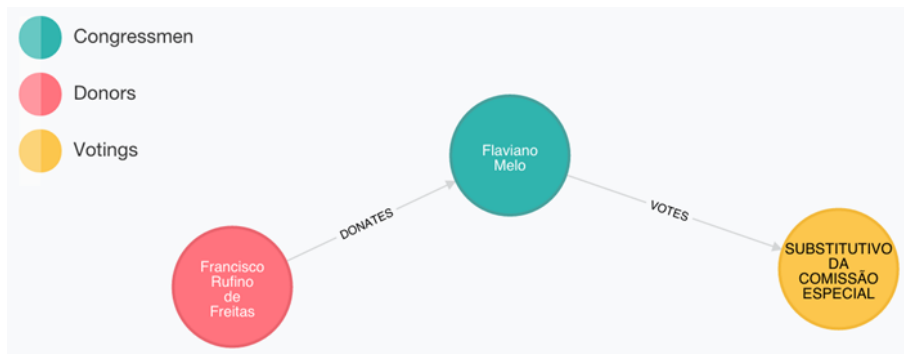 Congressmen
Donors
Votings
Flaviano
Melo
DONATES
VOTES
Francisco
Rufino
de
Freitas
SUBSTITUTIVO
DA
COMISSÃO
ESPECIAL